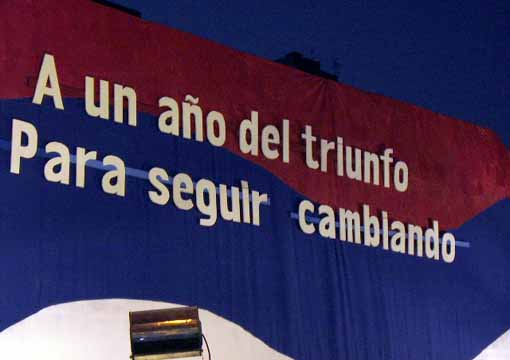 A un año del triunfo
Para seguir cambiando